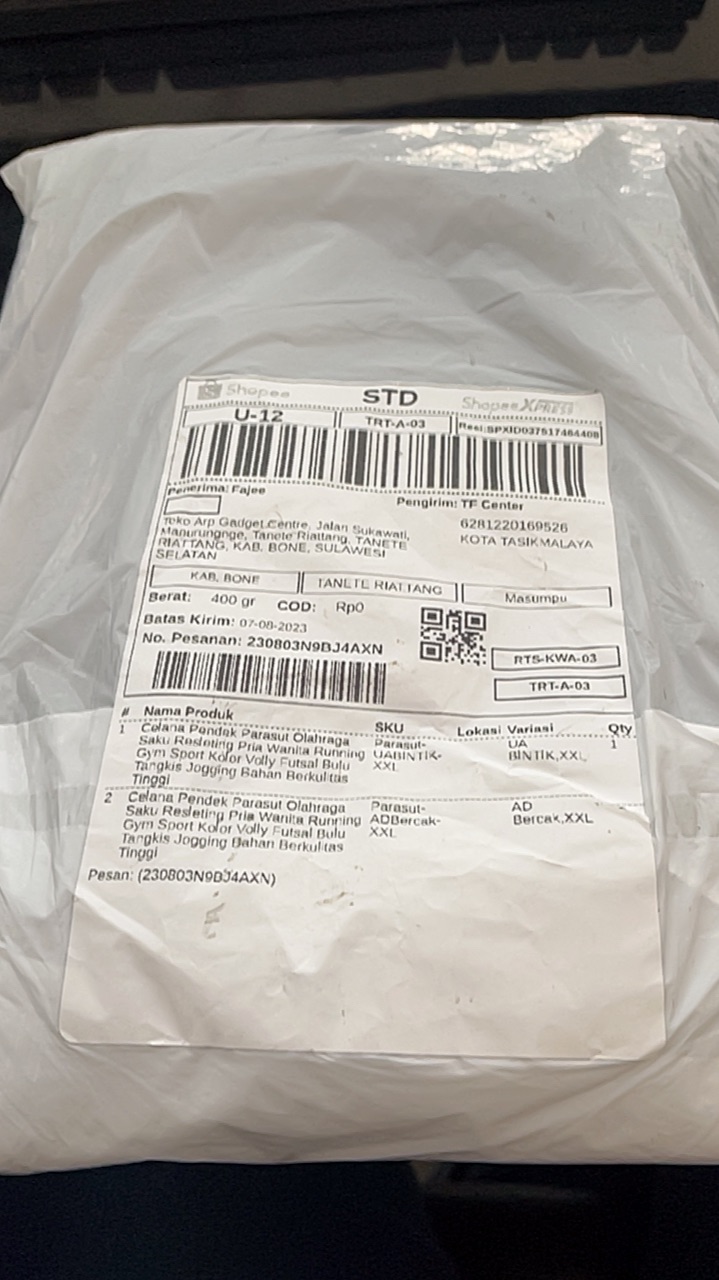 Shopee STD Shopee XPRESS
U-12 TRT-A-03 Resi:SPXID037517464408
Penerima: Fajee Pengirim: TF Center
Toko Arp Gadget Centre, Jalan Sukawati, 6281220169526
Manurungnge, Tanete Riattang, TANETE KOTA TASIKMALAYA
RIATTANG, KAB. BONE, SULAWESI
SELATAN
KAB. BONE TANETE RIATTANG Masumpu
Berat: 400 gr COD: Rp0
Batas Kirim: 07-08-2023
No. Pesanan: 230803N9BJ4AXN
RTS-KWA-03
TRT-A-03
# Nama Produk SKU Lokasi Variasi Qty
1 Celana Pendek Parasut Olahraga Parasut- UA 1
Saku Resleting Pria Wanita Running UABINTIK- BINTIK,XXL
Gym Sport Kolor Volly Futsal Bulu XXL
Tangkis Jogging Bahan Berkulitas
Tinggi
2 Celana Pendek Parasut Olahraga Parasut- AD
Saku Resleting Pria Wanita Running ADBercak- Bercak,XXL
Gym Sport Kolor Volly Futsal Bulu XXL
Tangkis Jogging Bahan Berkulitas
Tinggi
Pesan: (230803N9BJ4AXN)